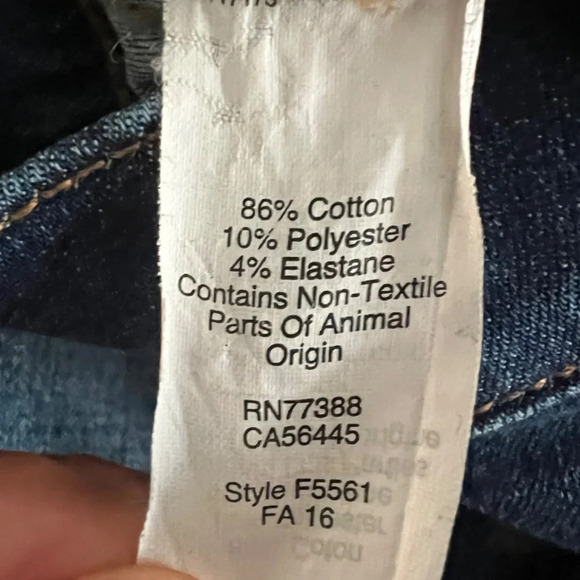 86% Cotton
10% Polyester
4% Elastane
Contains Non-Textile
Parts Of Animal
Origin
RN77388
CA56445
Style F5561
FA 16